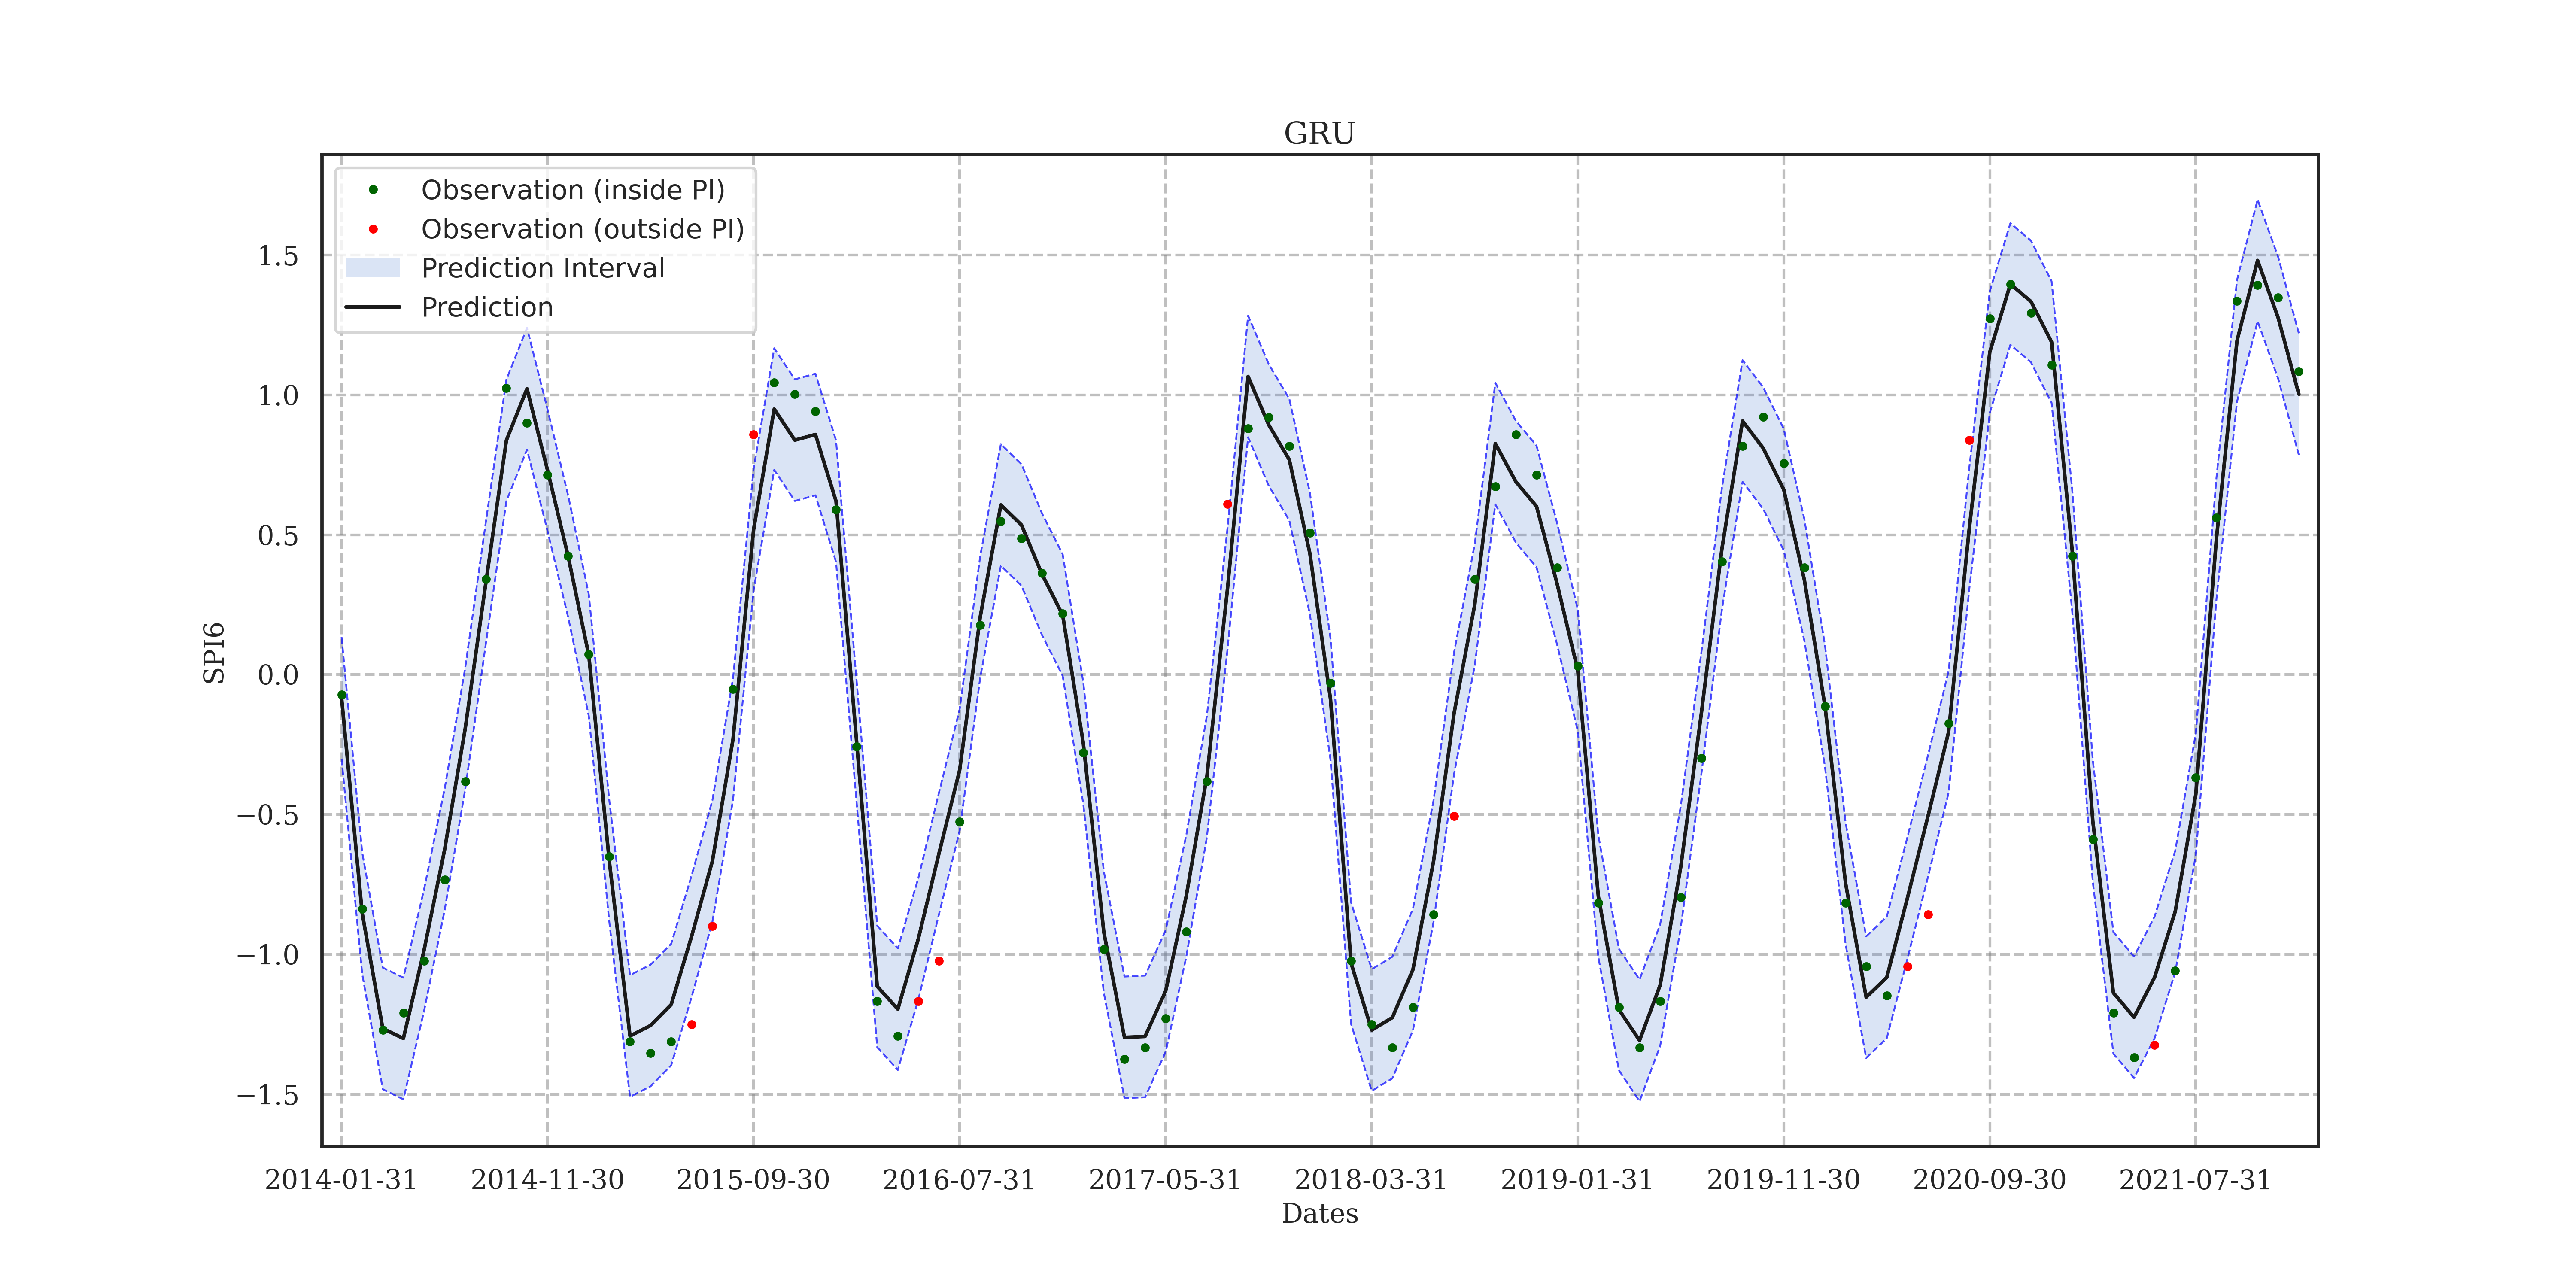 GRU
Observation (inside PI)
Observation (outside PI)
Prediction Interval
Prediction
1.5
1.0
0.5
0.0
−0.5
−1.0
−1.5
SPI6
2014-01-31 2014-11-30 2015-09-30 2016-07-31 2017-05-31 2018-03-31 2019-01-31 2019-11-30 2020-09-30 2021-07-31
Dates